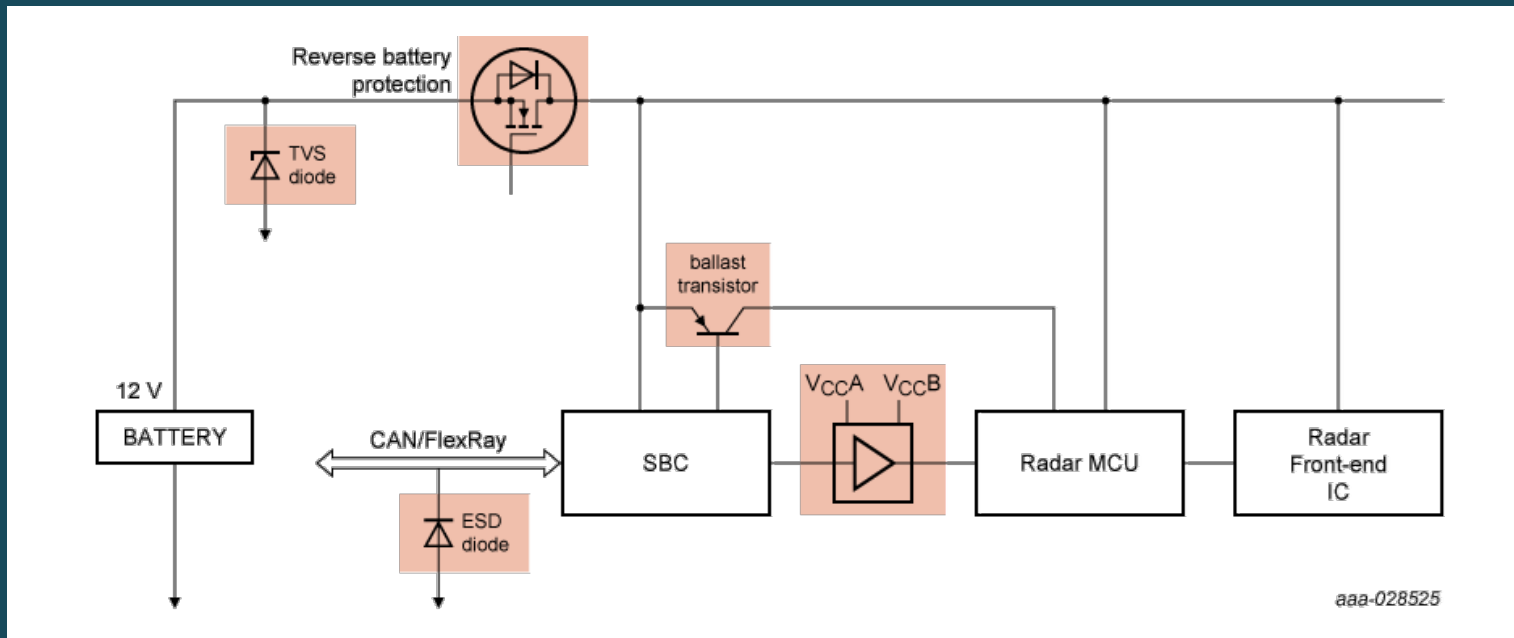 Reverse battery
protection
TVS
diode
ballast
transistor
12 V
BATTERY
CAN/FlexRay
ESD
diode
SBC
VCCA VCCB
Radar MCU
Radar
Front-end
IC
aaa-028525